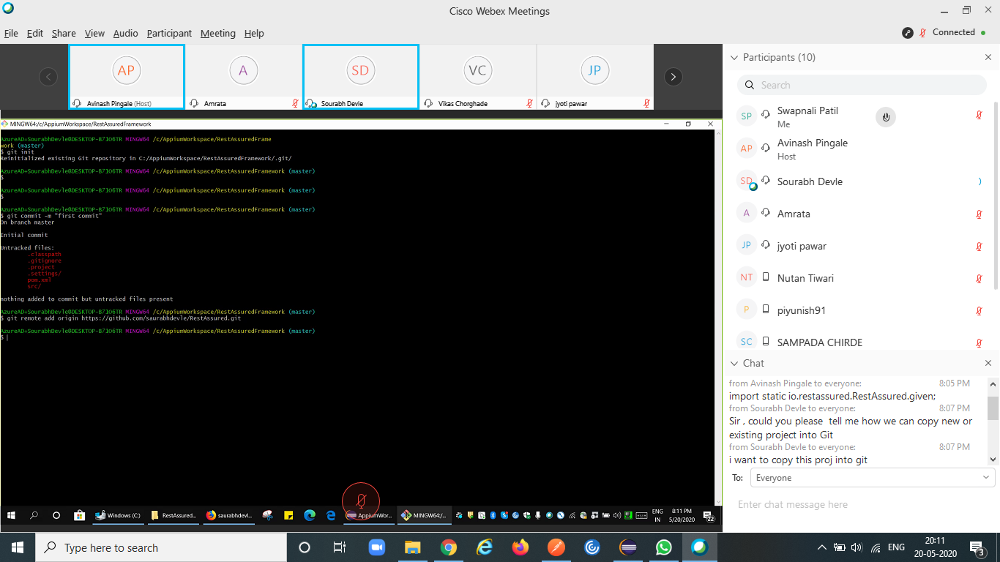 Cisco Webex Meetings
File Edit Share View Audio Participant Meeting Help
Connected
AP
A
SD
VC
JP
Avinash Pingale (Host)
Amrata
Sourabh Devle
Vikas Chorghade
jyoti pawar
MINGW64:/c/AppiumWorkspace/RestAssuredFramework
AzureAD+SourabhDevle@DESKTOP-B71O6TR MINGW64 /c/AppiumWorkspace/RestAssuredFrame
work (master)
$ git init
Reinitialized existing Git repository in C:/AppiumWorkspace/RestAssuredFramework/.git/
AzureAD+SourabhDevle@DESKTOP-B71O6TR MINGW64 /c/AppiumWorkspace/RestAssuredFramework (master)
$
AzureAD+SourabhDevle@DESKTOP-B71O6TR MINGW64 /c/AppiumWorkspace/RestAssuredFramework (master)
$
AzureAD+SourabhDevle@DESKTOP-B71O6TR MINGW64 /c/AppiumWorkspace/RestAssuredFramework (master)
$ git commit -m "first commit"
On branch master
Initial commit
Untracked files:
.classpath
.gitignore
.project
.settings/
pom.xml
src/
nothing added to commit but untracked files present
AzureAD+SourabhDevle@DESKTOP-B71O6TR MINGW64 /c/AppiumWorkspace/RestAssuredFramework (master)
$ git remote add origin https://github.com/saurabhdevle/RestAssured.git
AzureAD+SourabhDevle@DESKTOP-B71O6TR MINGW64 /c/AppiumWorkspace/RestAssuredFramework (master)
$
Windows (C:)
RestAssured...
saurabhdevl...
AppiumWor...
MINGW64:/...
ENG
IN
8:11 PM
5/20/2020
22
Participants (10)
Search
SP
Swapnali Patil
Me
AP
Avinash Pingale
Host
SD
Sourabh Devle
A
Amrata
JP
jyoti pawar
NT
Nutan Tiwari
P
piyunish91
SC
SAMPADA CHIRDE
Chat
from Avinash Pingale to everyone: 8:05 PM
import static io.restassured.RestAssured.given;
from Sourabh Devle to everyone: 8:07 PM
Sir , could you please tell me how we can copy new or
existing project into Git
from Sourabh Devle to everyone: 8:07 PM
i want to copy this proj into git
To: Everyone
Enter chat message here
Type here to search
ENG
20:11
20-05-2020
3